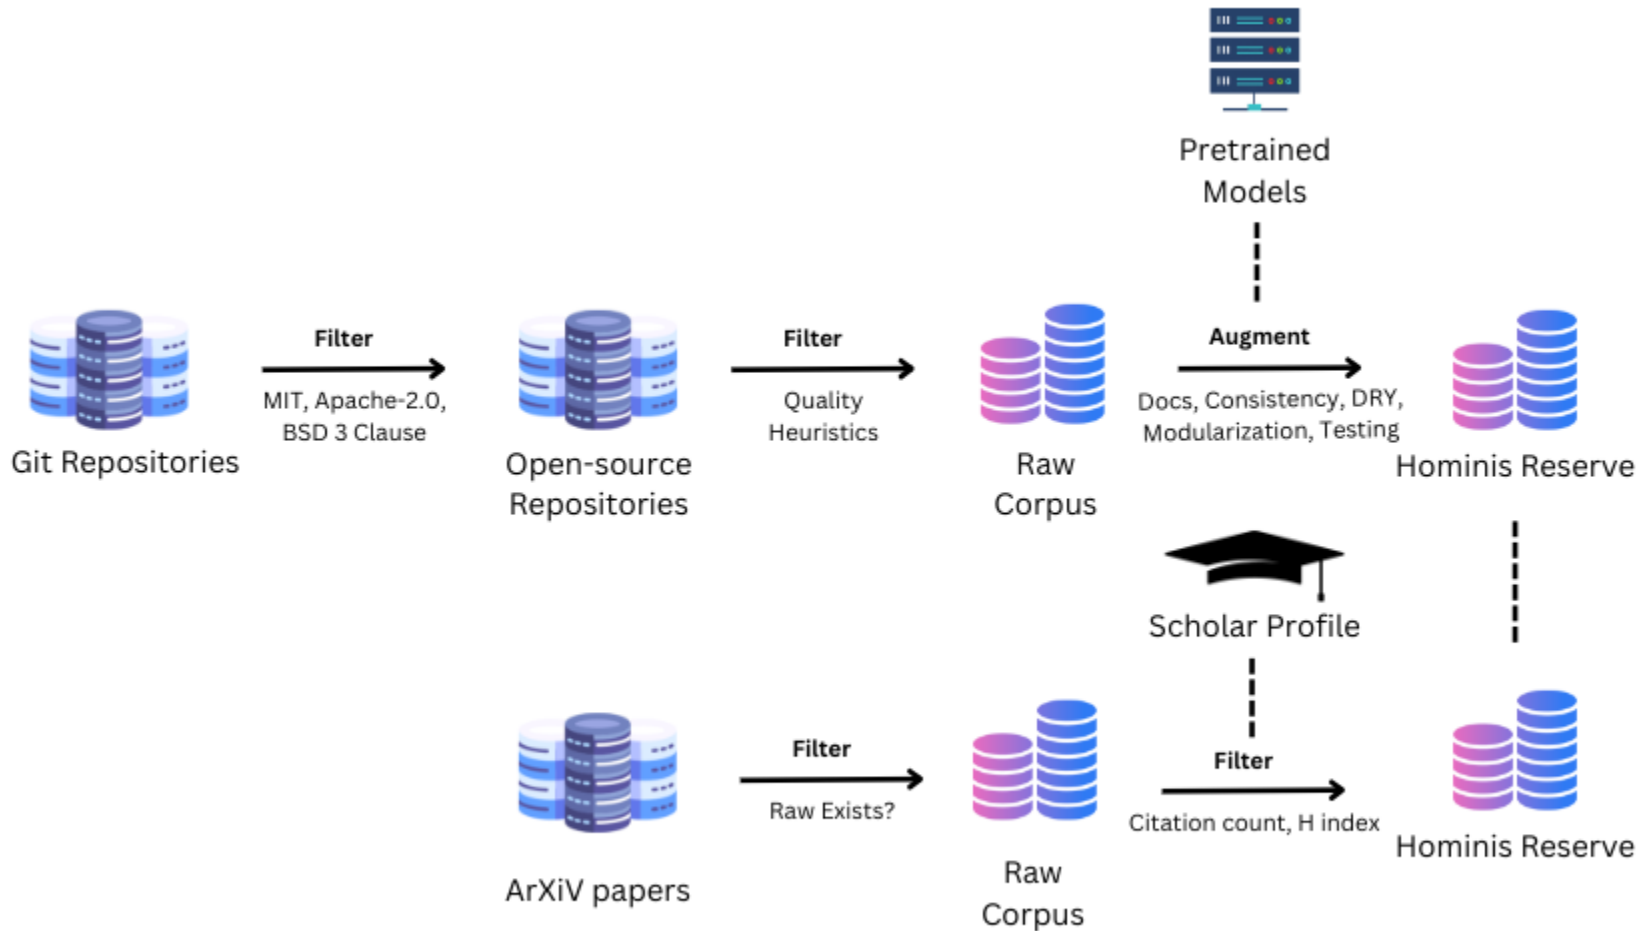 Pretrained
Models
Filter
MIT, Apache-2.0,
BSD 3 Clause
Filter
Quality
Heuristics
Augment
Docs, Consistency, DRY,
Modularization, Testing
Git Repositories
Open-source
Repositories
Raw
Corpus
Hominis Reserve
Scholar Profile
Filter
Raw Exists?
Filter
Citation count, H index
ArXiV papers
Raw
Corpus
Hominis Reserve